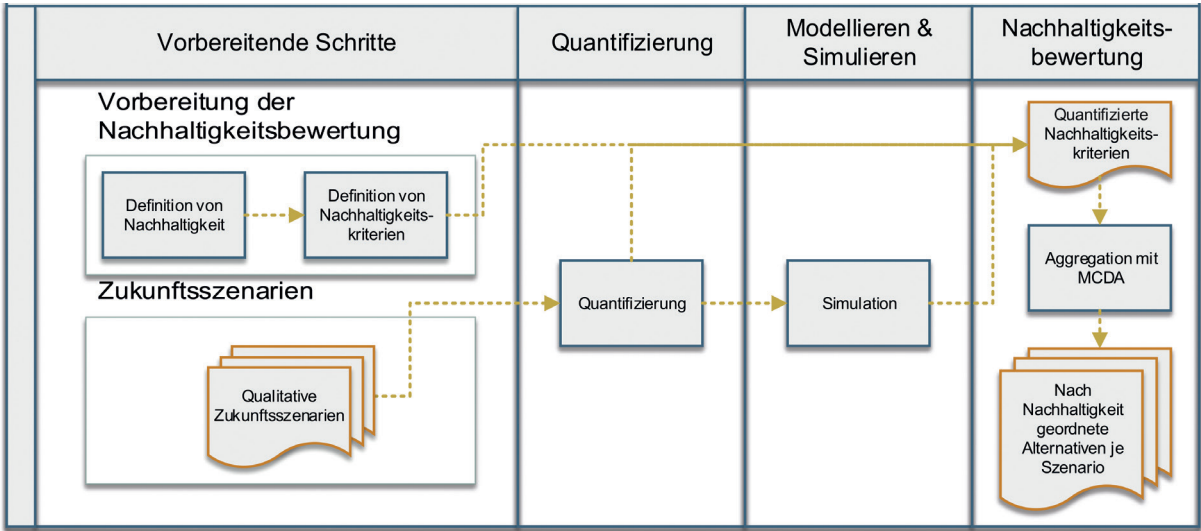 Vorbereitende Schritte
Quantifizierung
Modellieren &
Simulieren
Nachhaltigkeits-
bewertung
Vorbereitung der
Nachhaltigkeitsbewertung
Definition von
Nachhaltigkeit
Definition von
Nachhaltigkeits-
kriterien
Zukunftsszenarien
Qualitative
Zukunftsszenarien
Quantifizierung
Simulation
Quantifizierte
Nachhaltigkeits-
kriterien
Aggregation mit
MCDA
Nach
Nachhaltigkeit
geordnete
Alternativen je
Szenario